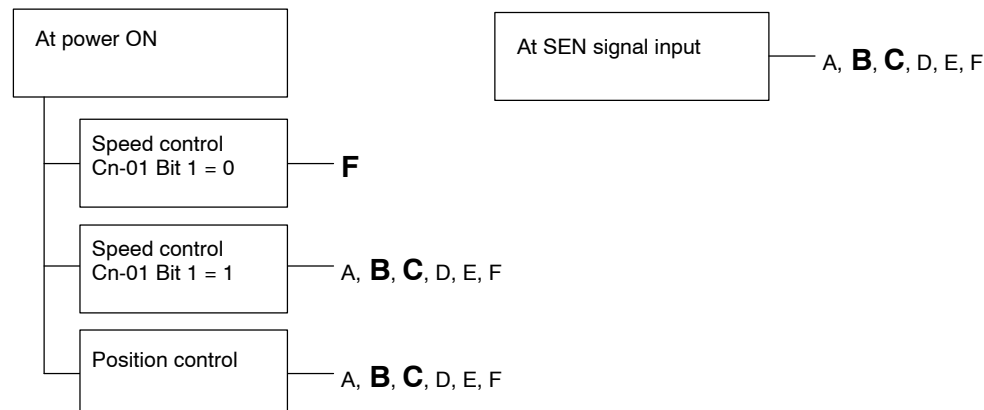 At power ON
Speed control
Cn-01 Bit 1 = 0
F
Speed control
Cn-01 Bit 1 = 1
A, B, C, D, E, F
Position control
A, B, C, D, E, F
At SEN signal input
A, B, C, D, E, F